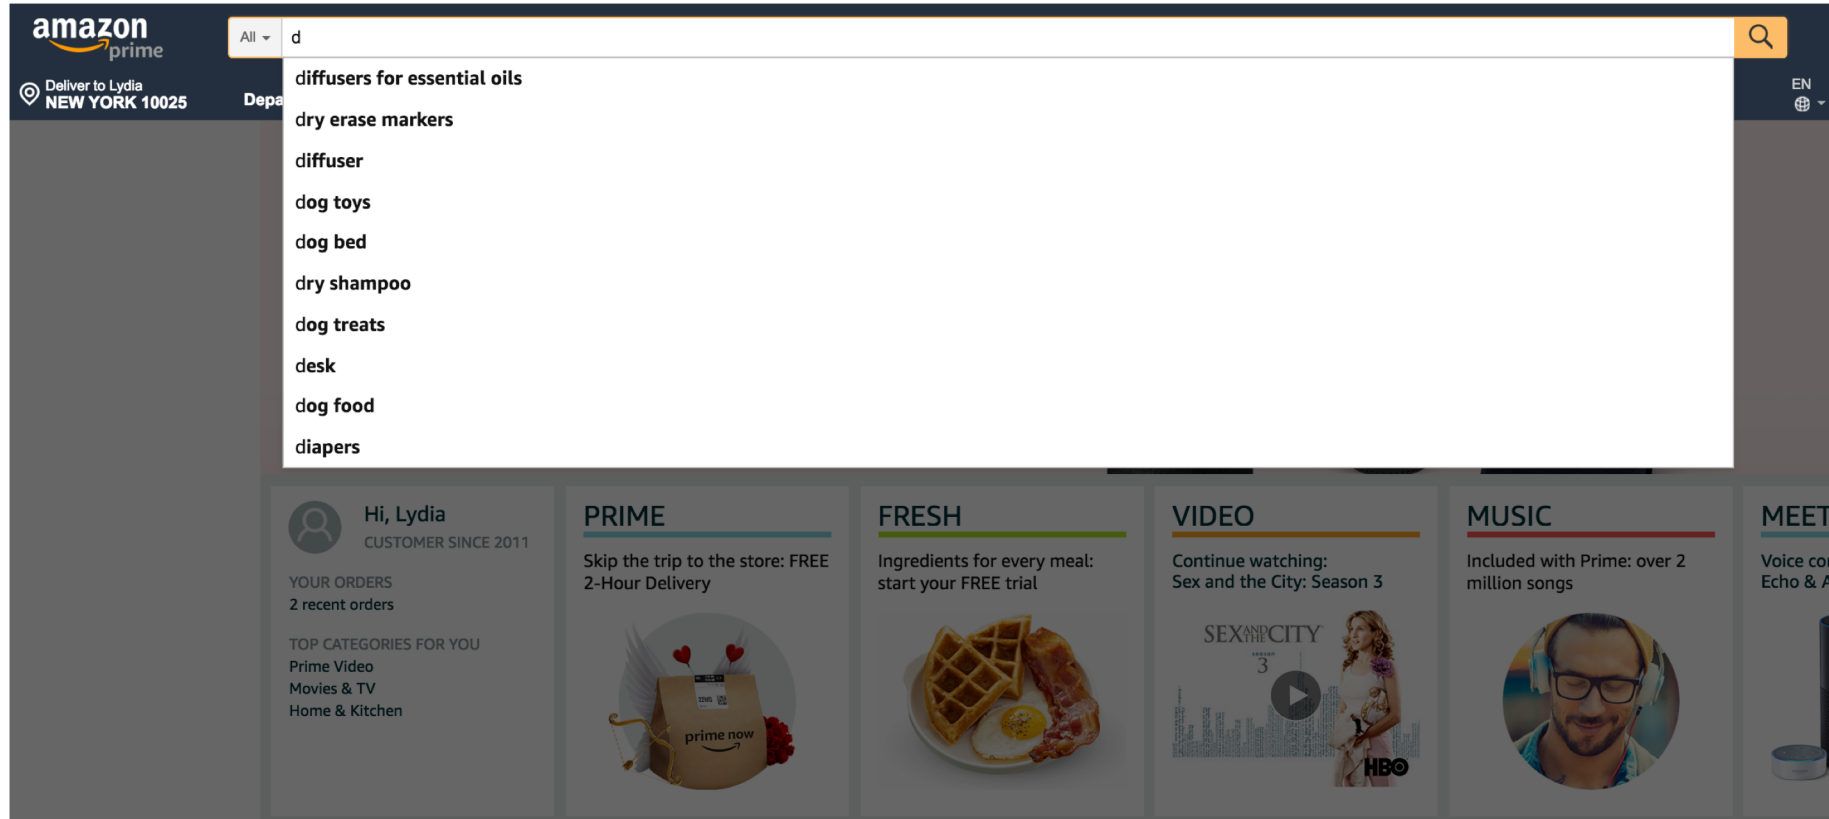 amazon
prime
All
d
Deliver to Lydia
NEW YORK 10025
Depa
EN
diffusers for essential oils
dry erase markers
diffuser
dog toys
dog bed
dry shampoo
dog treats
desk
dog food
diapers
Hi, Lydia
CUSTOMER SINCE 2011
YOUR ORDERS
2 recent orders
TOP CATEGORIES FOR YOU
Prime Video
Movies & TV
Home & Kitchen
PRIME
Skip the trip to the store: FREE
2-Hour Delivery
prime now
FRESH
Ingredients for every meal:
start your FREE trial
VIDEO
Continue watching:
Sex and the City: Season 3
SEX AND THE CITY
SEASON
3
HBO
MUSIC
Included with Prime: over 2
million songs
MEET
Voice co
Echo & A